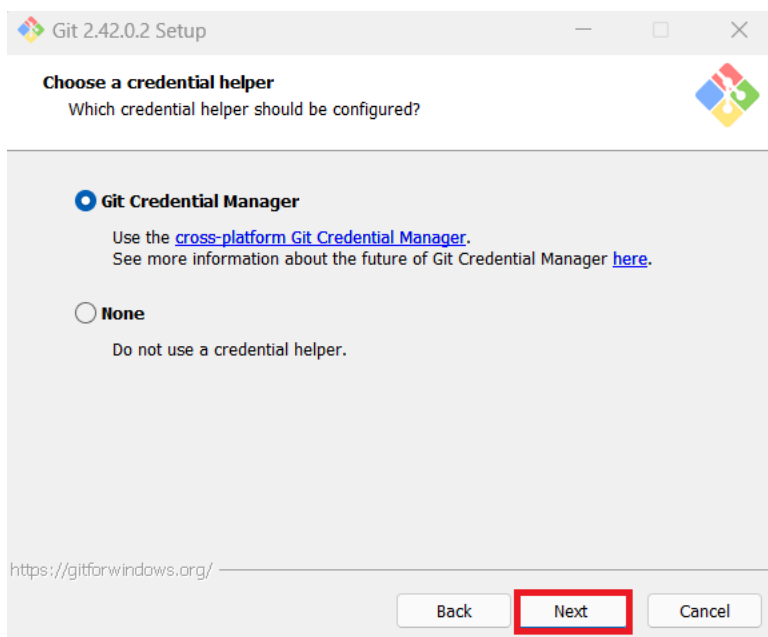 Git 2.42.0.2 Setup
Choose a credential helper
Which credential helper should be configured?
Git Credential Manager
Use the cross-platform Git Credential Manager.
See more information about the future of Git Credential Manager here.
None
Do not use a credential helper.
https://gitforwindows.org/
Back Next Cancel